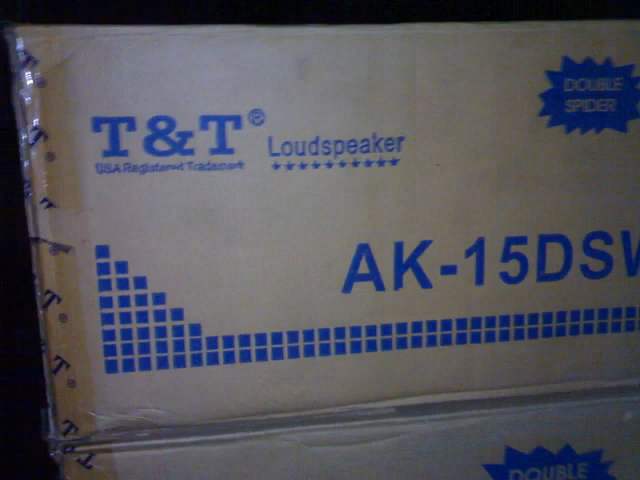 T&T®
USA Registered Trademark
Loudspeaker
DOUBLE
SPIDER
AK-15DSW
DOUBLE